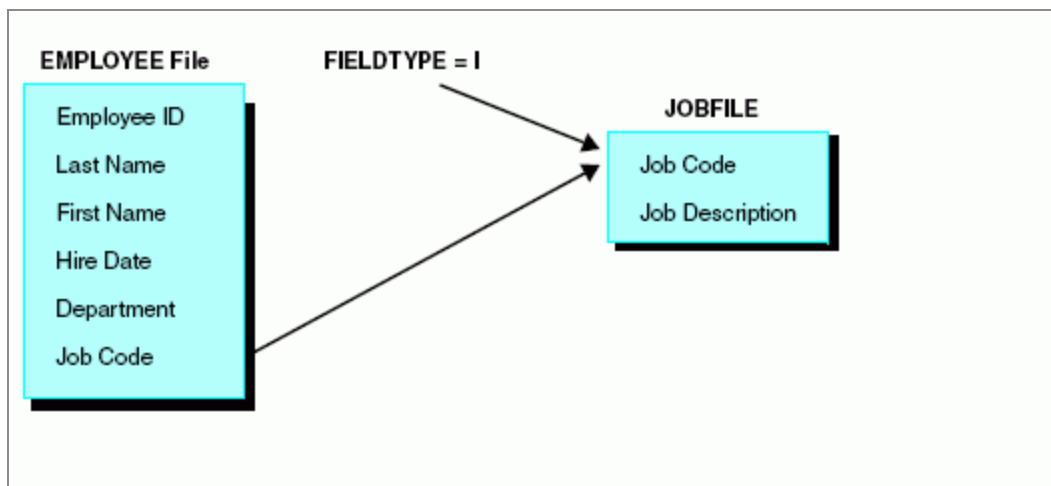 EMPLOYEE File
FIELDTYPE = I
Employee ID
Last Name
First Name
Hire Date
Department
Job Code
JOBFILE
Job Code
Job Description